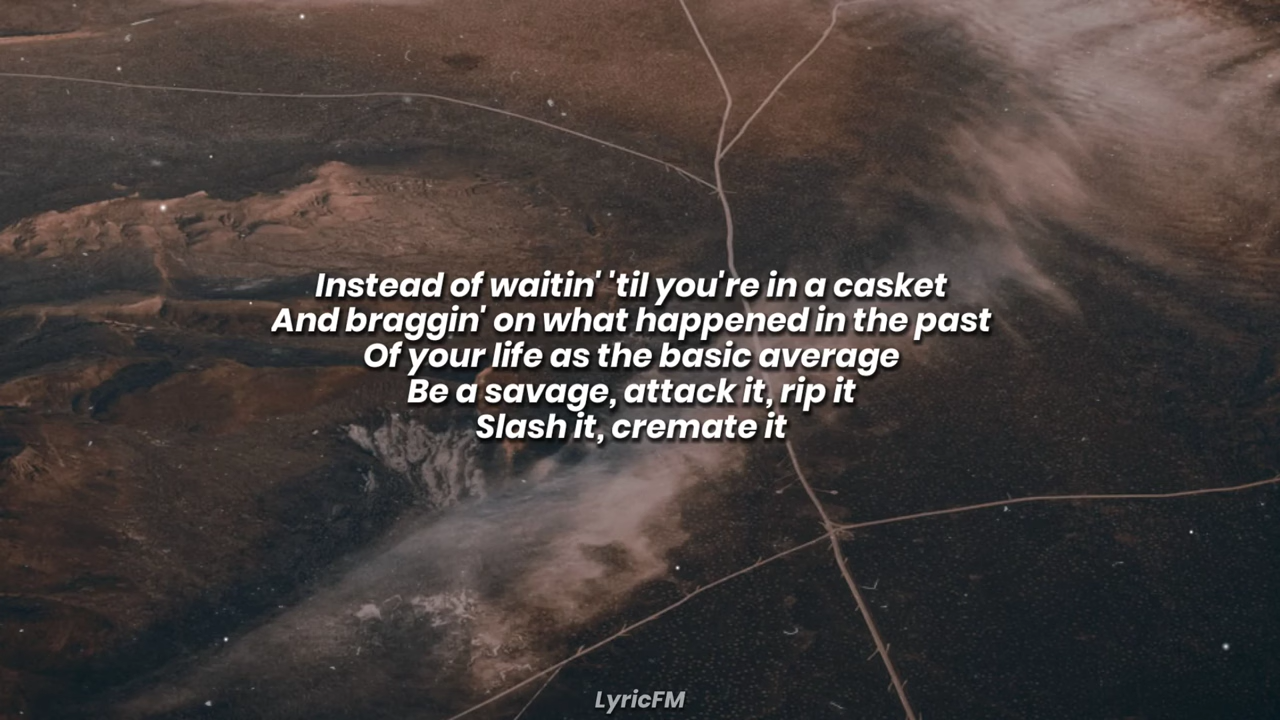 Instead of waitin' 'til you're in a casket
And braggin' on what happened in the past
Of your life as the basic average
Be a savage, attack it, rip it
Slash it, cremate it
LyricFM